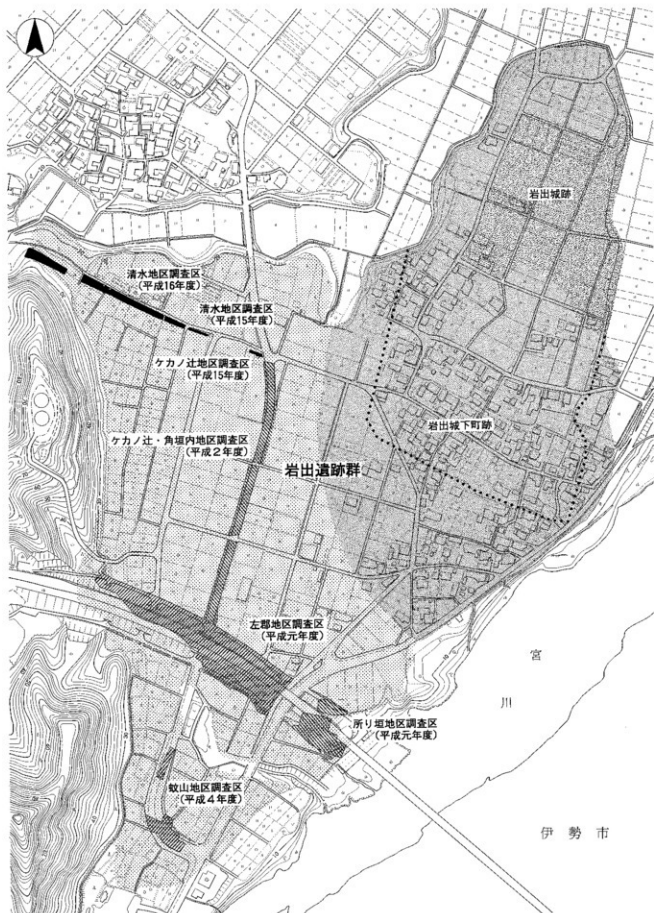 岩出城跡
清水地区調査区
(平成16年度)
清水地区調査区
(平成15年度)
ケカノ辻地区調査区
(平成15年度)
岩出城下町跡
ケカノ辻・角垣内地区調査区
(平成２年度)
岩出遺跡群
左郡地区調査区
(平成元年度)
宮川
所り垣地区調査区
(平成元年度)
蚊山地区調査区
(平成４年度)
伊勢市